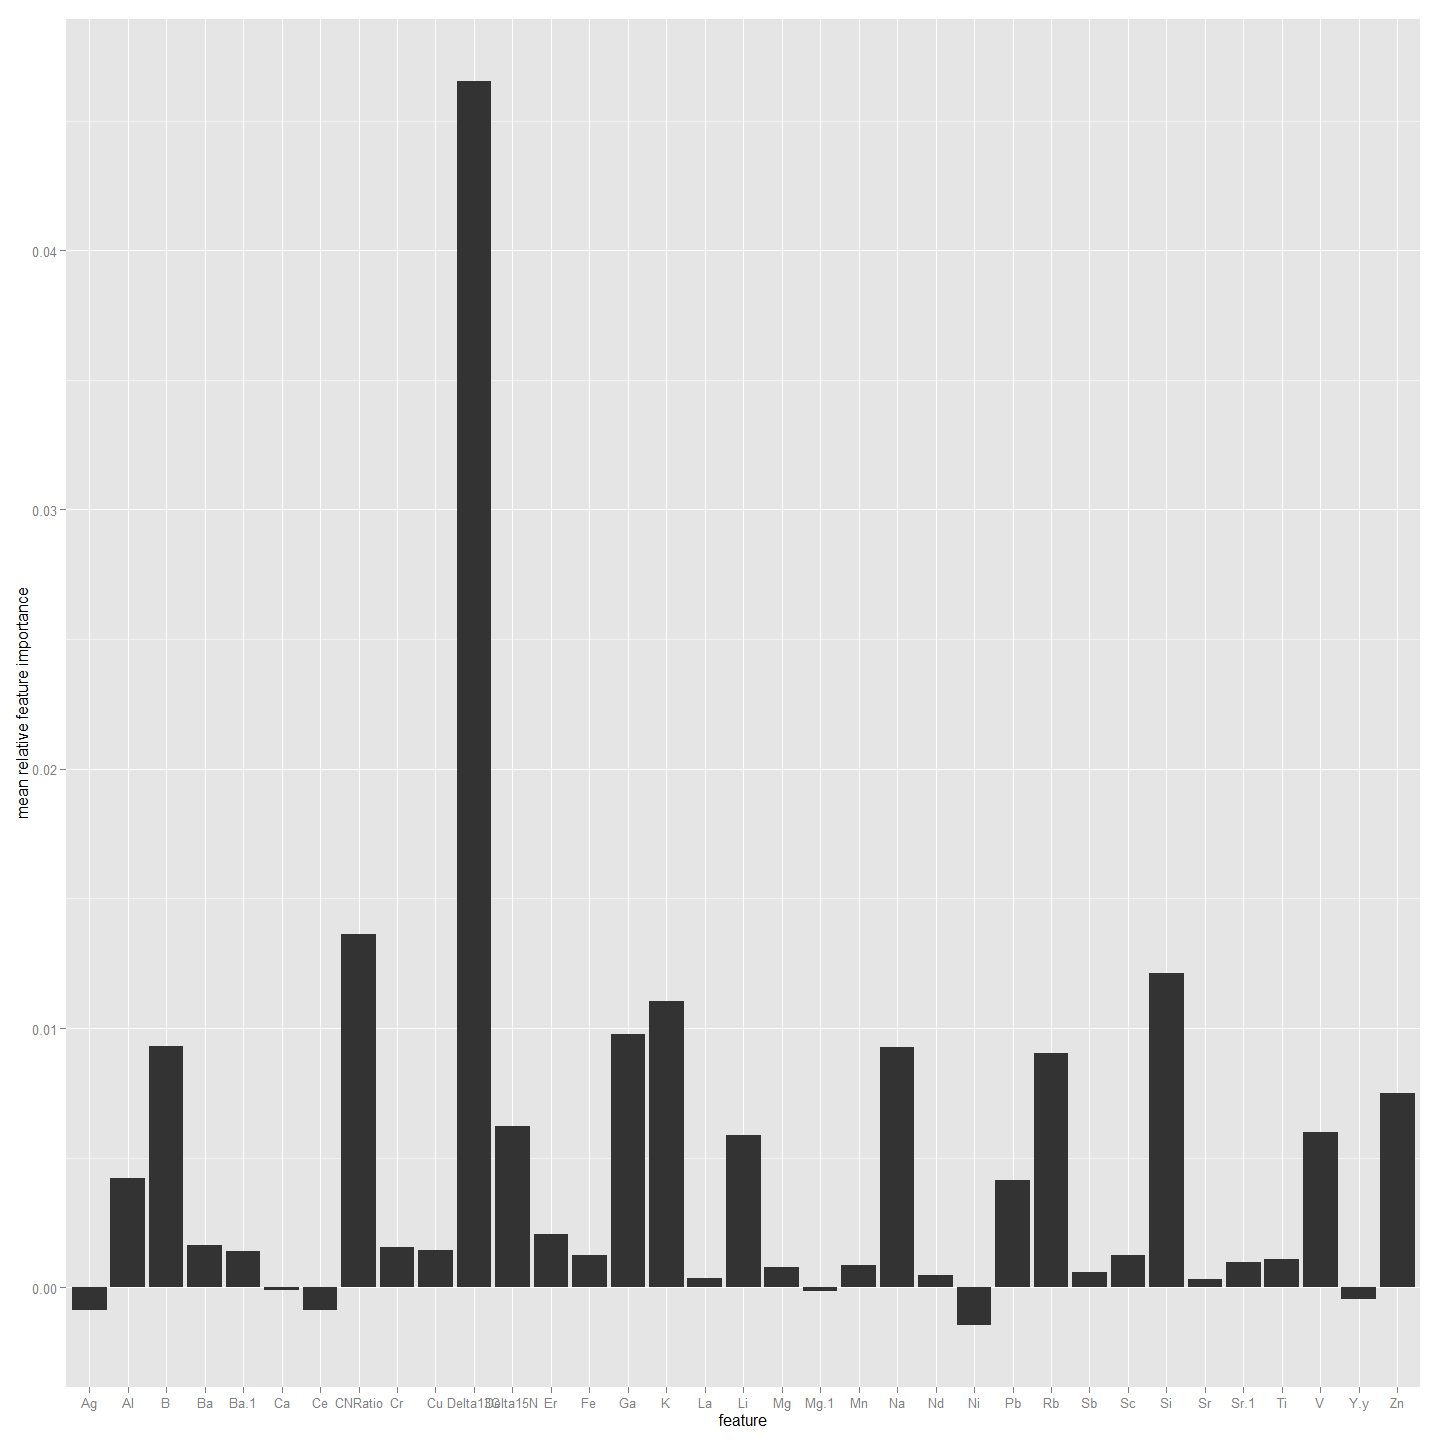 mean relative feature importance
0.04
0.03
0.02
0.01
0.00
Ag Al B Ba Ba.1 Ca Ce CNRatio Cr Cu Delta13C Delta15N Er Fe Ga K La Li Mg Mg.1 Mn Na Nd Ni Pb Rb Sb Sc Si Sr Sr.1 Ti V Y.y Zn
feature